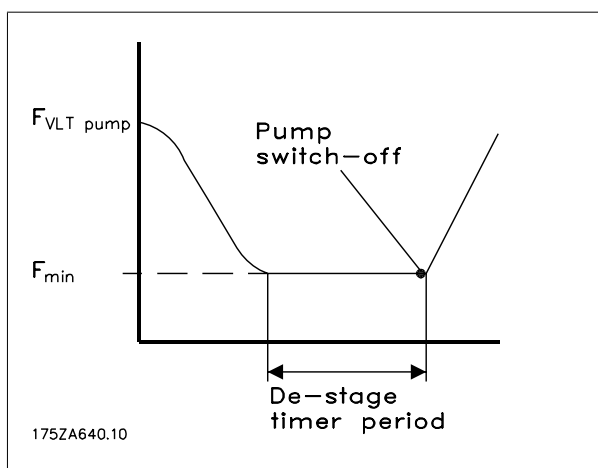 F_VLT pump
Pump
switch-off
F_min
De-stage
timer period
175ZA640.10